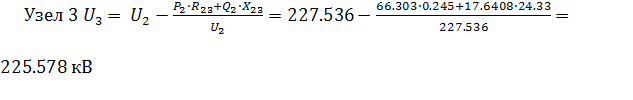 Узел 3 U₃ = U₂ − (P₂·R₂₃+Q₂·X₂₃)/U₂ = 227.536 − (66.303·0.245+17.6408·24.33)/227.536 =
225.578 кВ